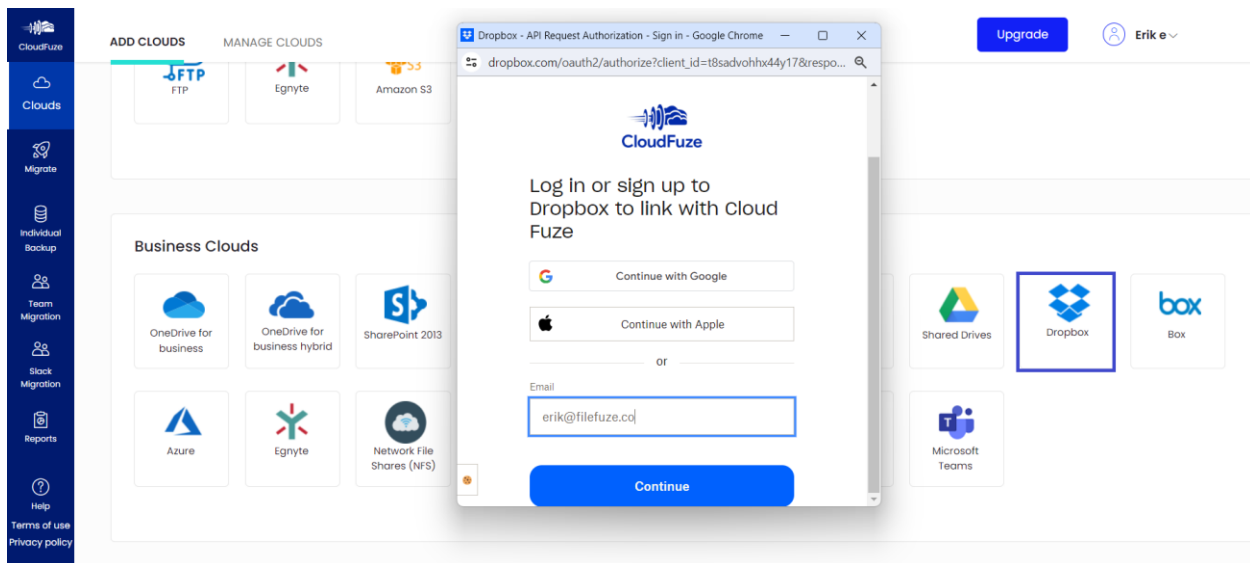 CloudFuze
Clouds
Migrate
Individual
Backup
Team
Migration
Slack
Migration
Reports
Help
Terms of use
Privacy policy
ADD CLOUDS
MANAGE CLOUDS
Upgrade
Erik e
FTP
FTP
Egnyte
S3
Amazon S3
Business Clouds
OneDrive for
business
OneDrive for
business hybrid
S
SharePoint 2013
Shared Drives
Dropbox
box
Box
Azure
Egnyte
Network File
Shares (NFS)
T
Microsoft
Teams
Dropbox - API Request Authorization - Sign in - Google Chrome
dropbox.com/oauth2/authorize?client_id=t8sadvohhx44y17&respo...
CloudFuze
Log in or sign up to
Dropbox to link with Cloud
Fuze
Continue with Google
Continue with Apple
or
Email
erik@filefuze.co
Continue